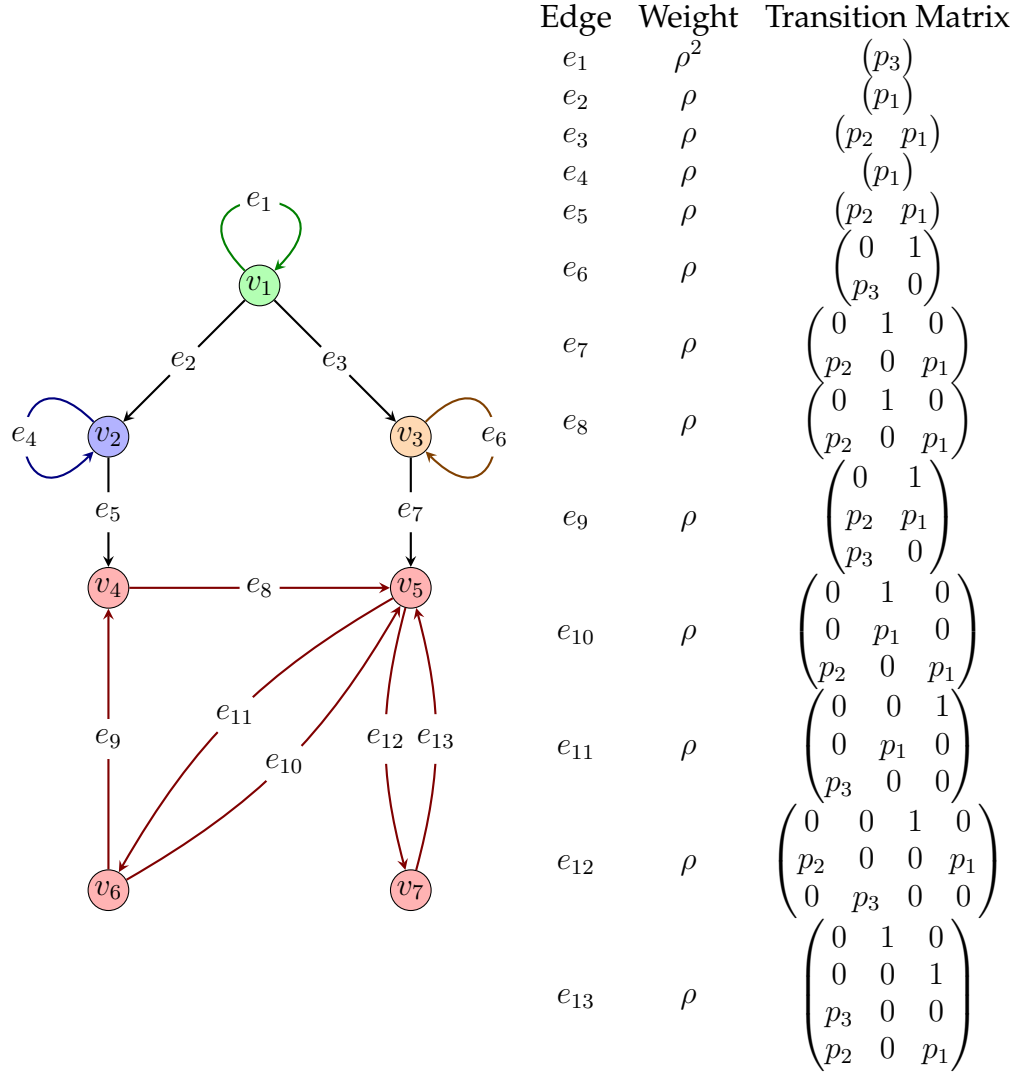 Edge Weight Transition Matrix
e₁ ρ² (p₃)
e₂ ρ (p₁)
e₃ ρ (p₂ p₁)
e₄ ρ (p₁)
e₅ ρ (p₂ p₁)
e₆ ρ
0 1
p₃ 0
e₇ ρ
0 1 0
p₂ 0 p₁
e₈ ρ
0 1 0
p₂ 0 p₁
e₉ ρ
0 1
p₂ p₁
p₃ 0
e₁₀ ρ
0 1 0
0 p₁ 0
p₂ 0 p₁
e₁₁ ρ
0 0 1
0 p₁ 0
p₃ 0 0
e₁₂ ρ
0 0 1 0
p₂ 0 0 p₁
0 p₃ 0 0
e₁₃ ρ
0 1 0
0 0 1
p₃ 0 0
p₂ 0 p₁
e₁
v₁
e₂ e₃
e₄ v₂ v₃ e₆
e₅ e₇
v₄ e₈ v₅
e₁₁
e₉ e₁₂ e₁₃
e₁₀
v₆ v₇